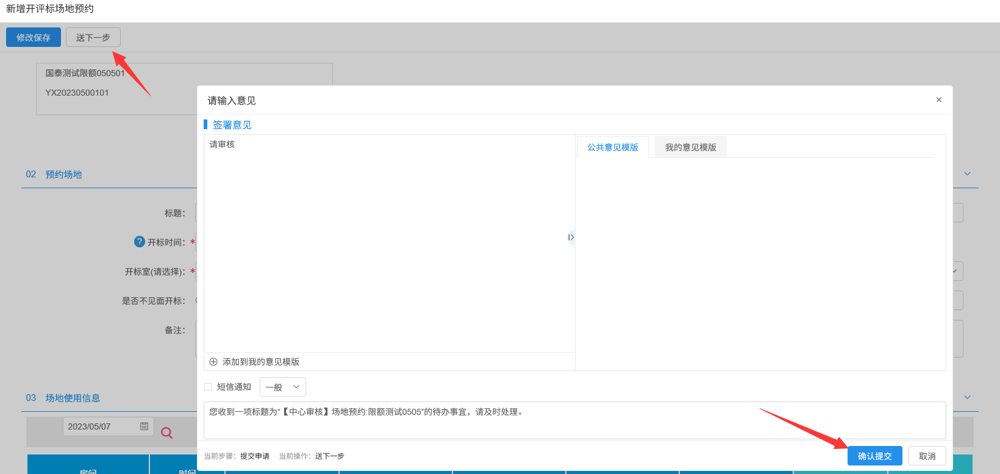 新增开评标场地预约
修改保存 送下一步
国泰测试限额050501
YX20230500101
请输入意见 ×
签署意见
请审核
公共意见模版 我的意见模版
02 预约场地
标题：
? 开标时间：*
开标室(请选择)：*
是否不见面开标：
备注：
添加到我的意见模版
短信通知 一般
03 场地使用信息
您收到一项标题为“【中心审核】场地预约:限额测试0505”的待办事宜，请及时处理。
2023/05/07
当前步骤：提交申请 当前操作：送下一步
确认提交 取消
房间 时间